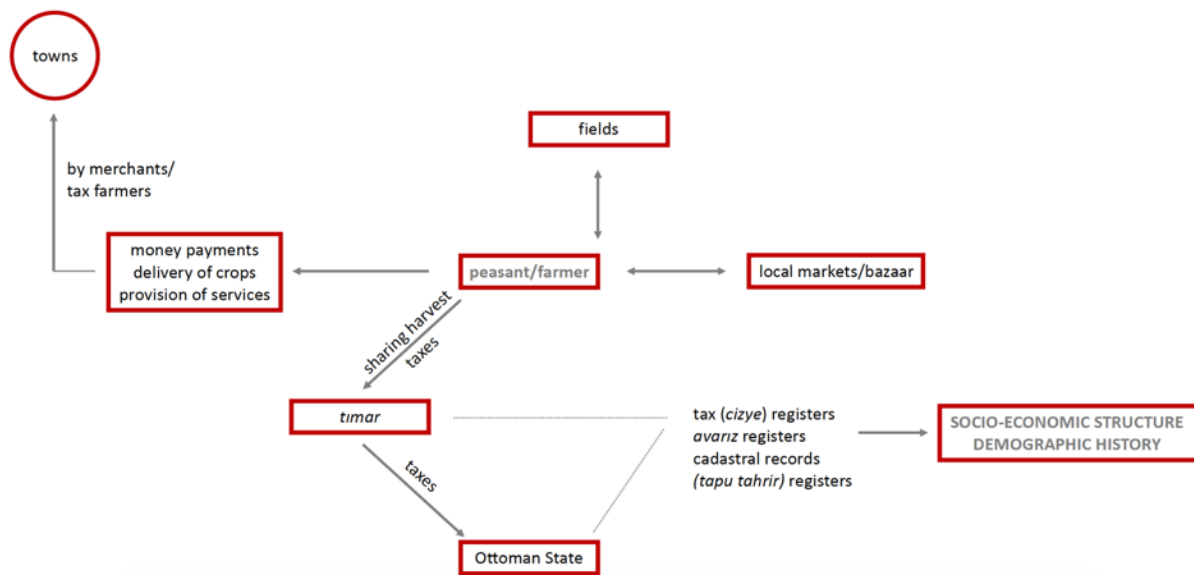 towns
fields
by merchants/
tax farmers
money payments
delivery of crops
provision of services
peasant/farmer
local markets/bazaar
sharing harvest
taxes
tımar
tax (cizye) registers
avarız registers
cadastral records
(tapu tahrir) registers
SOCIO-ECONOMIC STRUCTURE
DEMOGRAPHIC HISTORY
taxes
Ottoman State